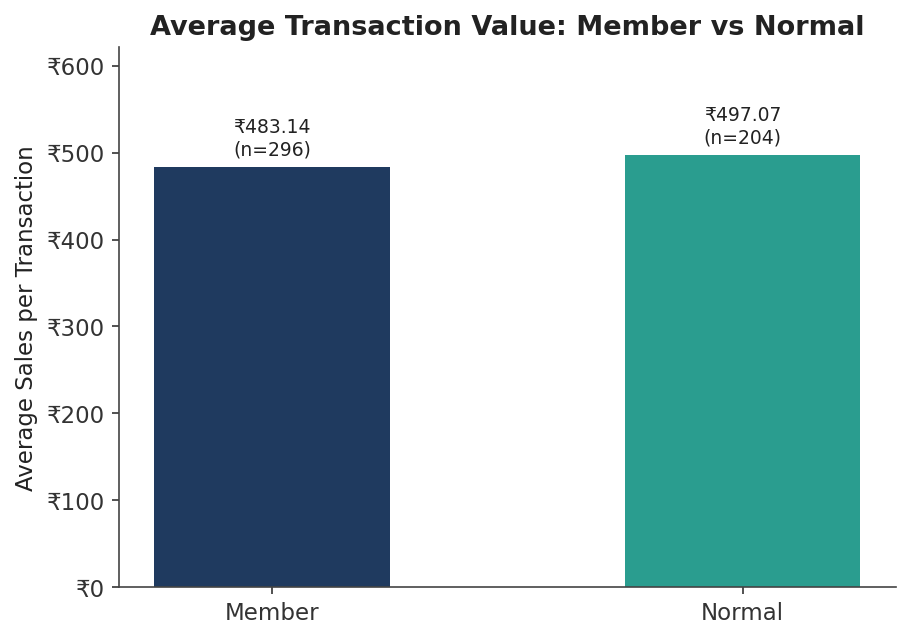 Average Transaction Value: Member vs Normal
Average Sales per Transaction
₹600
₹500
₹400
₹300
₹200
₹100
₹0
₹483.14
(n=296)
₹497.07
(n=204)
Member
Normal